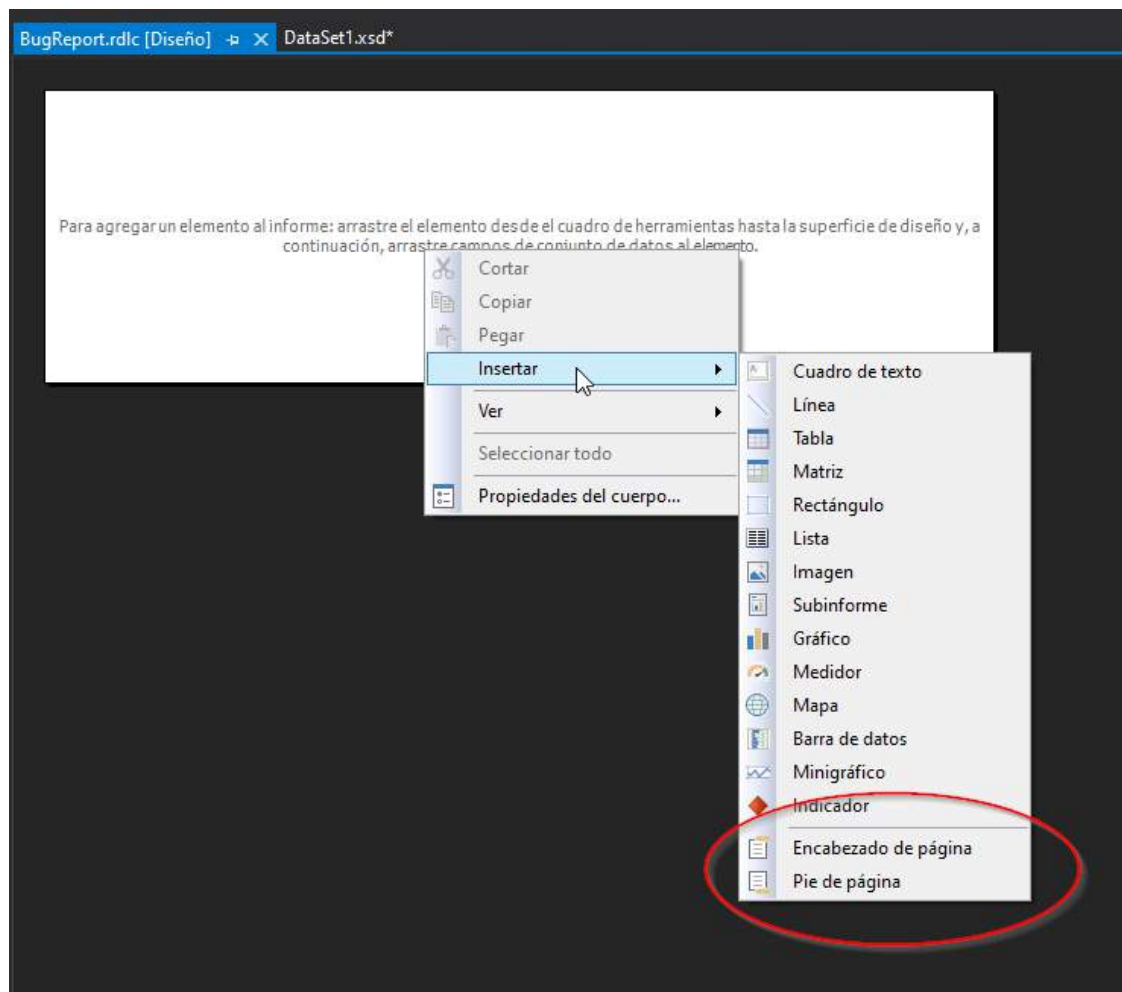 BugReport.rdlc [Diseño] DataSet1.xsd*
Para agregar un elemento al informe: arrastre el elemento desde el cuadro de herramientas hasta la superficie de diseño y, a
continuación, arrastre campos de conjunto de datos al elemento.
Cortar
Copiar
Pegar
Insertar
Ver
Seleccionar todo
Propiedades del cuerpo...
Cuadro de texto
Línea
Tabla
Matriz
Rectángulo
Lista
Imagen
Subinforme
Gráfico
Medidor
Mapa
Barra de datos
Minigráfico
Indicador
Encabezado de página
Pie de página